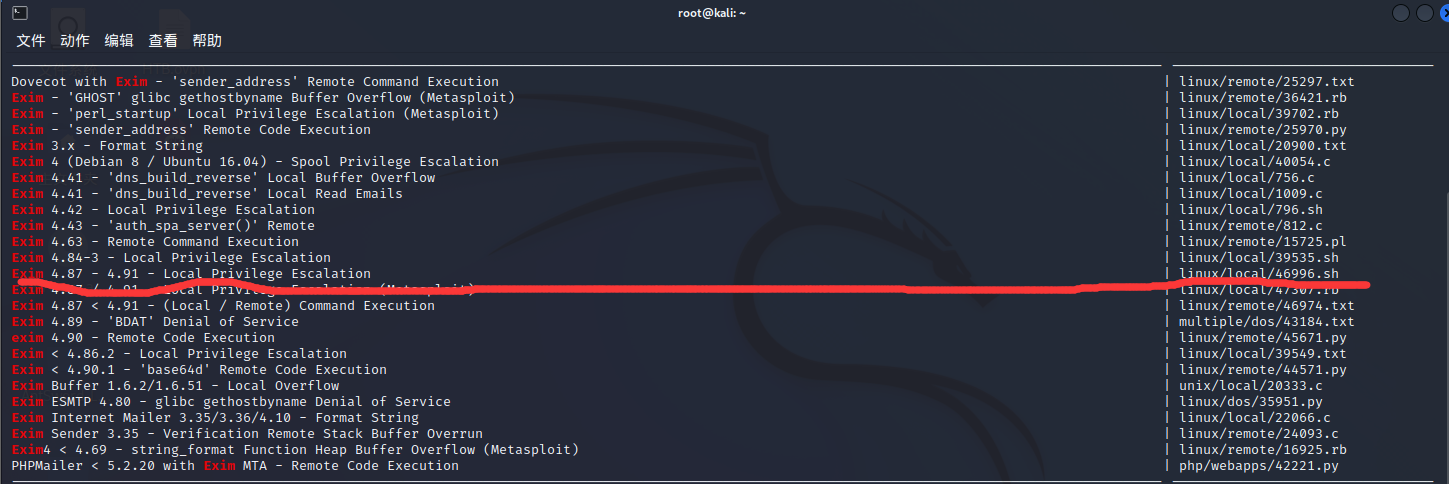 root@kali: ~
文件 动作 编辑 查看 帮助
Dovecot with Exim - 'sender_address' Remote Command Execution | linux/remote/25297.txt
Exim - 'GHOST' glibc gethostbyname Buffer Overflow (Metasploit) | linux/remote/36421.rb
Exim - 'perl_startup' Local Privilege Escalation (Metasploit) | linux/local/39702.rb
Exim - 'sender_address' Remote Code Execution | linux/remote/25970.py
Exim 3.x - Format String | linux/local/20900.txt
Exim 4 (Debian 8 / Ubuntu 16.04) - Spool Privilege Escalation | linux/local/40054.c
Exim 4.41 - 'dns_build_reverse' Local Buffer Overflow | linux/local/756.c
Exim 4.41 - 'dns_build_reverse' Local Read Emails | linux/local/1009.c
Exim 4.42 - Local Privilege Escalation | linux/local/796.sh
Exim 4.43 - 'auth_spa_server()' Remote | linux/remote/812.c
Exim 4.63 - Remote Command Execution | linux/remote/15725.pl
Exim 4.84-3 - Local Privilege Escalation | linux/local/39535.sh
Exim 4.87 - 4.91 - Local Privilege Escalation | linux/local/46996.sh
Exim 4.87 / 4.91 - Local Privilege Escalation (Metasploit) | linux/local/47307.rb
Exim 4.87 < 4.91 - (Local / Remote) Command Execution | linux/remote/46974.txt
Exim 4.89 - 'BDAT' Denial of Service | multiple/dos/43184.txt
exim 4.90 - Remote Code Execution | linux/remote/45671.py
Exim < 4.86.2 - Local Privilege Escalation | linux/local/39549.txt
Exim < 4.90.1 - 'base64d' Remote Code Execution | linux/remote/44571.py
Exim Buffer 1.6.2/1.6.51 - Local Overflow | unix/local/20333.c
Exim ESMTP 4.80 - glibc gethostbyname Denial of Service | linux/dos/35951.py
Exim Internet Mailer 3.35/3.36/4.10 - Format String | linux/local/22066.c
Exim Sender 3.35 - Verification Remote Stack Buffer Overrun | linux/remote/24093.c
Exim4 < 4.69 - string_format Function Heap Buffer Overflow (Metasploit) | linux/remote/16925.rb
PHPMailer < 5.2.20 with Exim MTA - Remote Code Execution | php/webapps/42221.py